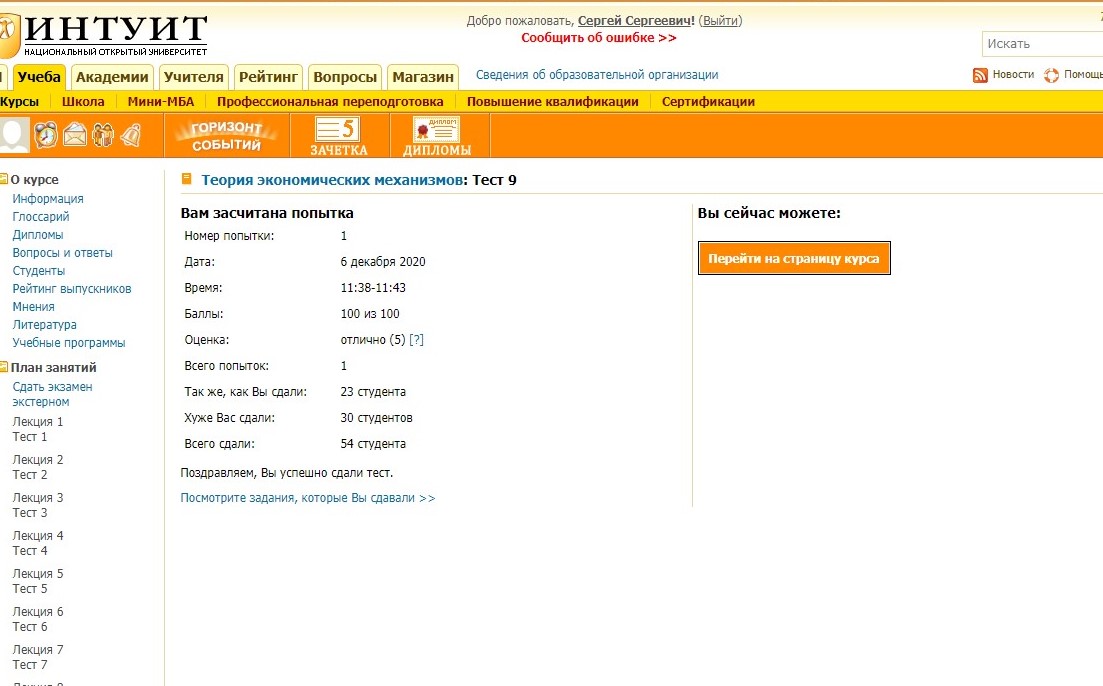 ИНТУИТ
НАЦИОНАЛЬНЫЙ ОТКРЫТЫЙ УНИВЕРСИТЕТ
Добро пожаловать, Сергей Сергеевич! (Выйти)
Сообщить об ошибке >>
Искать
Учеба Академии Учителя Рейтинг Вопросы Магазин Сведения об образовательной организации
Новости Помощь
Курсы Школа Мини-МБА Профессиональная переподготовка Повышение квалификации Сертификации
ГОРИЗОНТ СОБЫТИЙ
5
ЗАЧЕТКА
ДИПЛОМ
ДИПЛОМЫ
О курсе
Информация
Глоссарий
Дипломы
Вопросы и ответы
Студенты
Рейтинг выпускников
Мнения
Литература
Учебные программы
План занятий
Сдать экзамен
экстерном
Лекция 1
Тест 1
Лекция 2
Тест 2
Лекция 3
Тест 3
Лекция 4
Тест 4
Лекция 5
Тест 5
Лекция 6
Тест 6
Лекция 7
Тест 7
Теория экономических механизмов: Тест 9
Вам засчитана попытка
Номер попытки: 1
Дата: 6 декабря 2020
Время: 11:38-11:43
Баллы: 100 из 100
Оценка: отлично (5) [?]
Всего попыток: 1
Так же, как Вы сдали: 23 студента
Хуже Вас сдали: 30 студентов
Всего сдали: 54 студента
Поздравляем, Вы успешно сдали тест.
Посмотрите задания, которые Вы сдавали >>
Вы сейчас можете:
Перейти на страницу курса